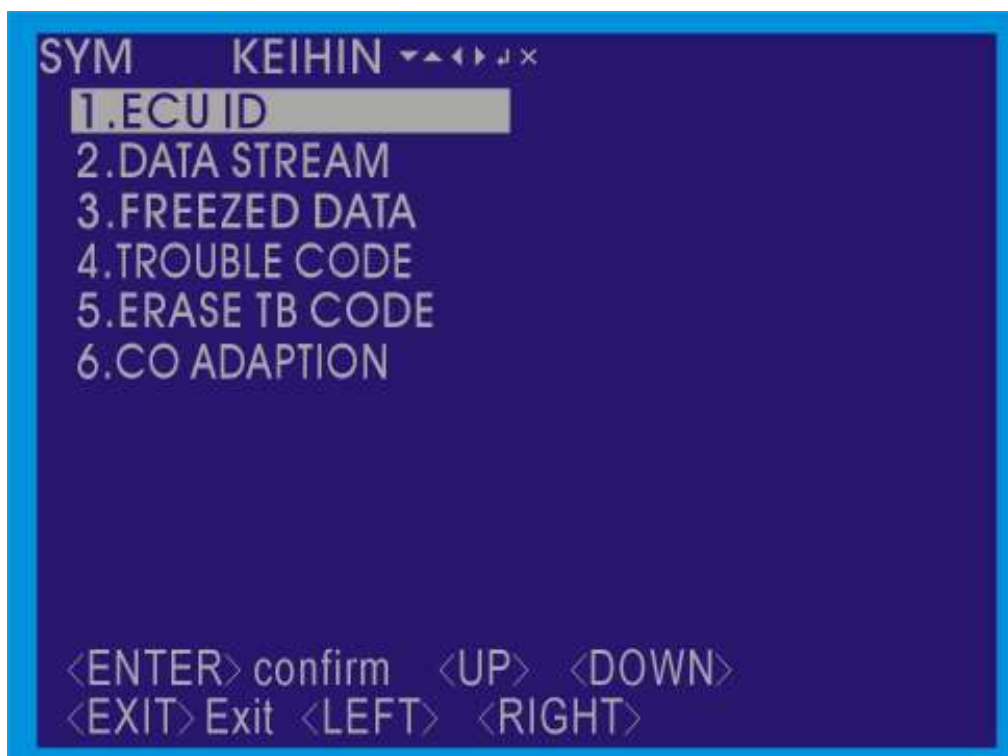 SYM KEIHIN ▼▲◀▶↲×
1.ECU ID
2.DATA STREAM
3.FREEZED DATA
4.TROUBLE CODE
5.ERASE TB CODE
6.CO ADAPTION
<ENTER> confirm <UP> <DOWN>
<EXIT> Exit <LEFT> <RIGHT>